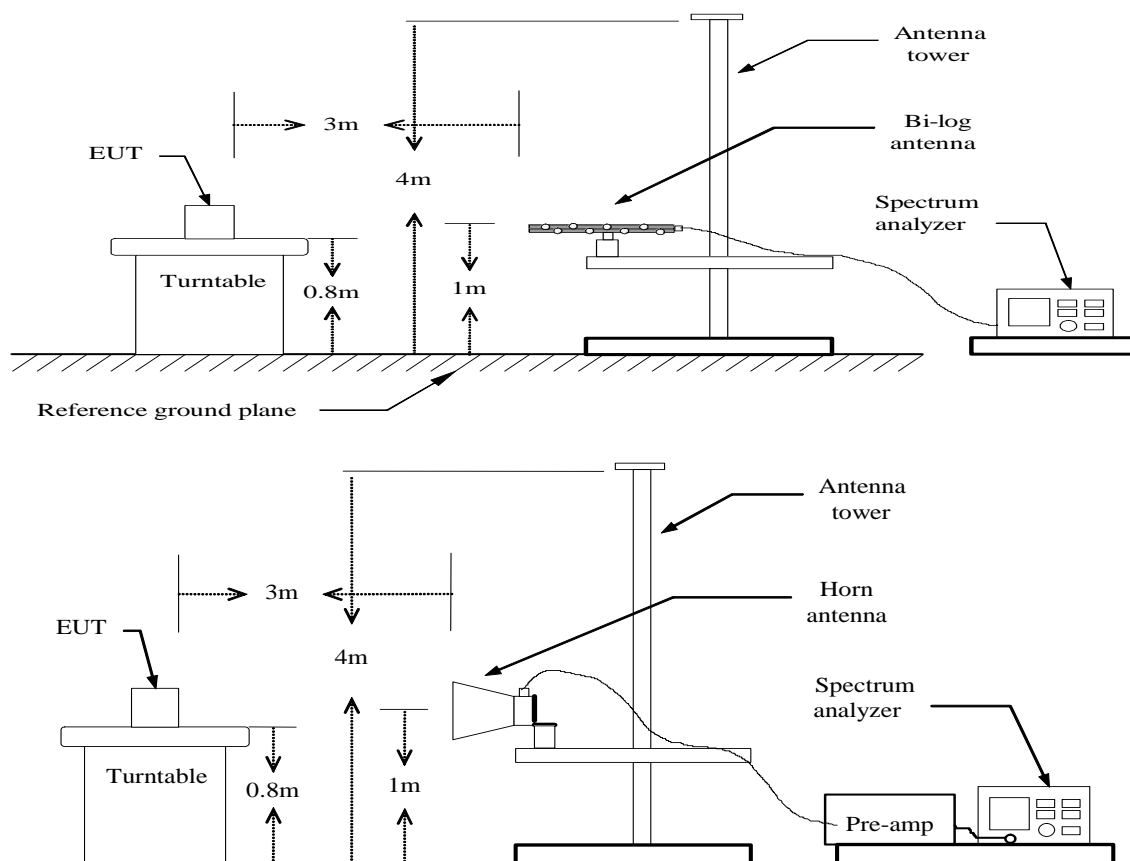 Antenna
tower
3m
Bi-log
antenna
EUT
4m
Spectrum
analyzer
Turntable
0.8m
1m
Reference ground plane
Antenna
tower
3m
Horn
antenna
EUT
4m
Spectrum
analyzer
Turntable
0.8m
1m
Pre-amp